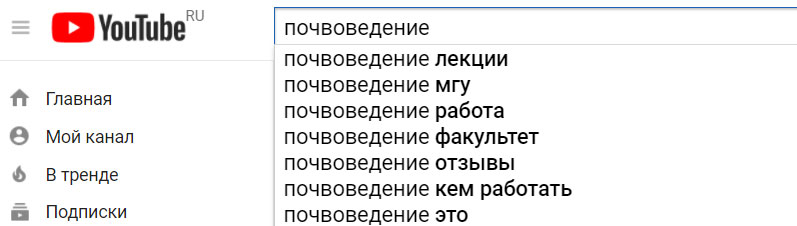 YouTube RU
почвоведение
почвоведение лекции
почвоведение мгу
почвоведение работа
почвоведение факультет
почвоведение отзывы
почвоведение кем работать
почвоведение это
Главная
Мой канал
В тренде
Подписки